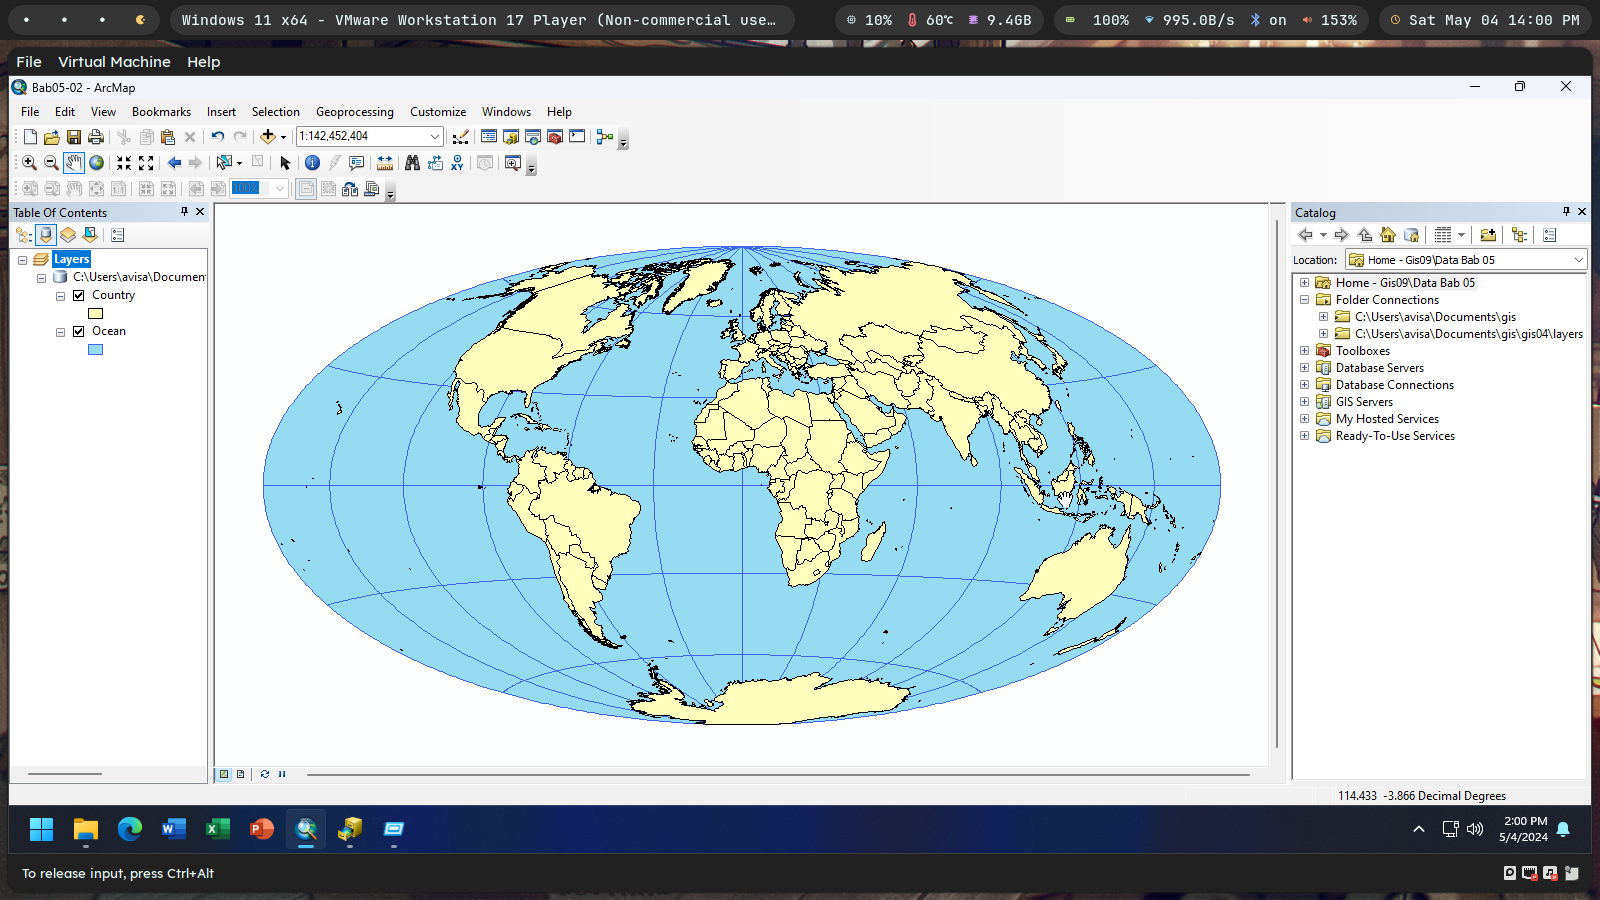 Windows 11 x64 - VMware Workstation 17 Player (Non-commercial use…
10%
60℃
9.4GB
100%
995.0B/s
on
153%
Sat May 04 14:00 PM
File Virtual Machine Help
Bab05-02 - ArcMap
File Edit View Bookmarks Insert Selection Geoprocessing Customize Windows Help
1:142,452,404
100%
Table Of Contents
Layers
C:\Users\avisa\Documen
Country
Ocean
Catalog
Location: Home - Gis09\Data Bab 05
Home - Gis09\Data Bab 05
Folder Connections
C:\Users\avisa\Documents\gis
C:\Users\avisa\Documents\gis\gis04\layers
Toolboxes
Database Servers
Database Connections
GIS Servers
My Hosted Services
Ready-To-Use Services
114.433 -3.866 Decimal Degrees
2:00 PM
5/4/2024
To release input, press Ctrl+Alt